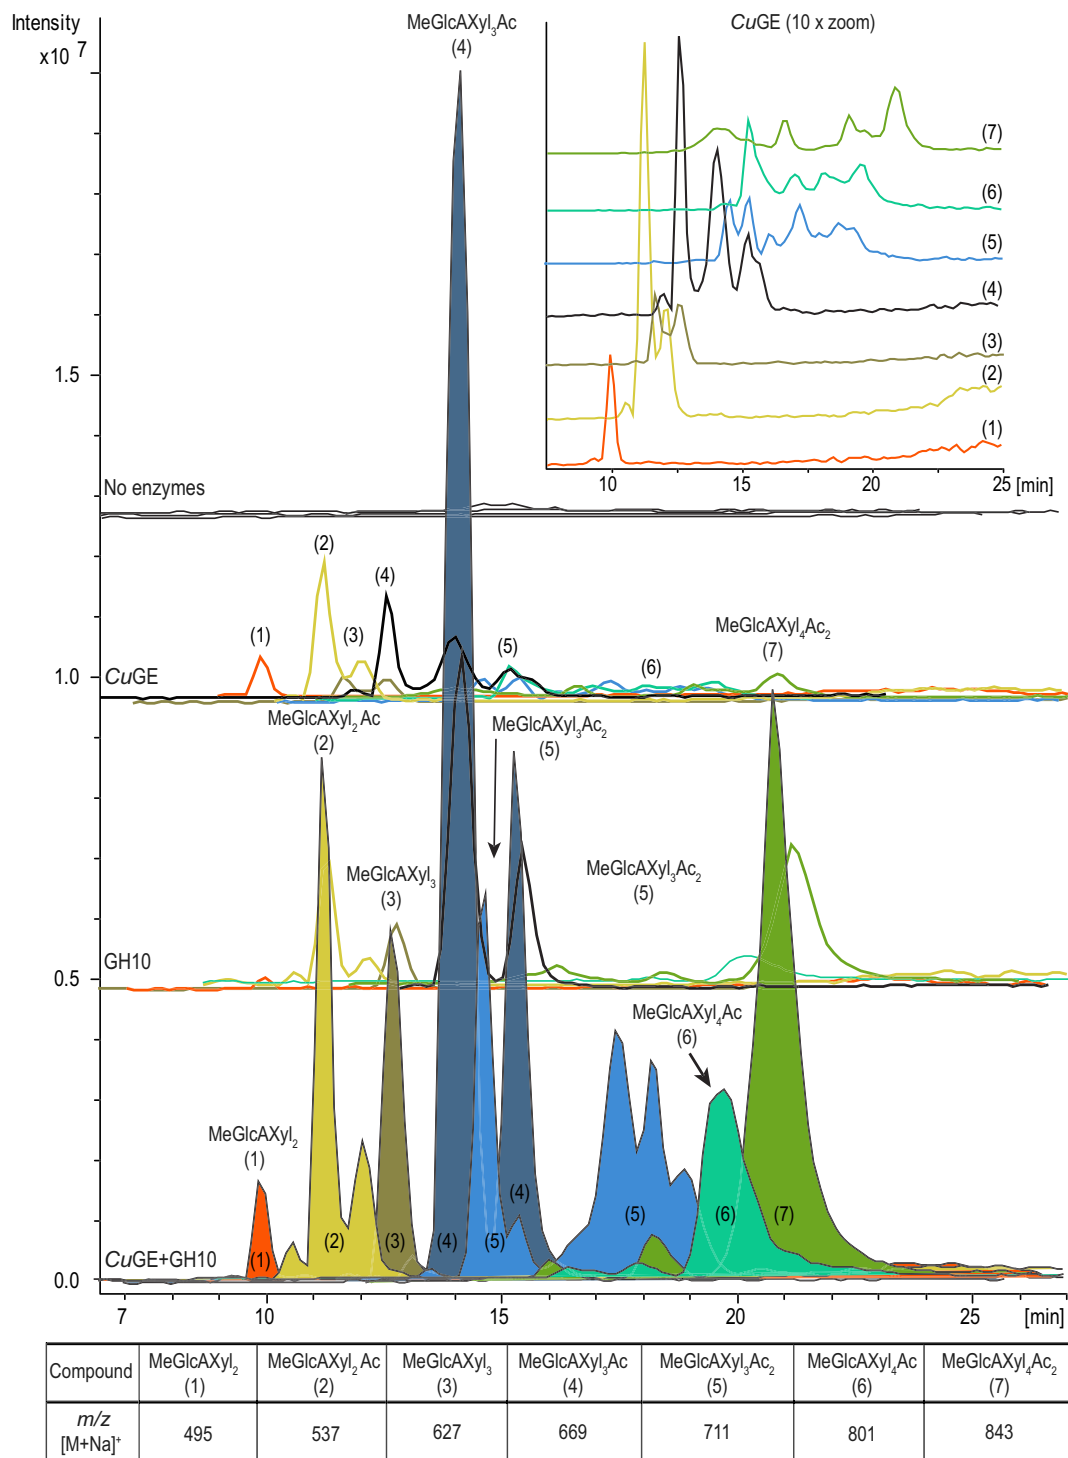 Intensity
x10 7
MeGlcAXyl3Ac
(4)
CuGE (10 x zoom)
(7)
(6)
(5)
(4)
(3)
(2)
(1)
10
15
20
25
[min]
1.5
No enzymes
(2)
(4)
(1)
(3)
(5)
(6)
MeGlcAXyl4Ac2
(7)
1.0
CuGE
MeGlcAXyl2 Ac
(2)
MeGlcAXyl3Ac2
(5)
MeGlcAXyl3
(3)
MeGlcAXyl3Ac2
(5)
GH10
0.5
MeGlcAXyl4Ac
(6)
MeGlcAXyl2
(1)
(1)
(2)
(3)
(4)
(5)
(4)
(5)
(6)
(7)
CuGE+GH10
0.0
7
10
15
20
25
[min]
Compound
MeGlcAXyl2
(1)
MeGlcAXyl2 Ac
(2)
MeGlcAXyl3
(3)
MeGlcAXyl3Ac
(4)
MeGlcAXyl3Ac2
(5)
MeGlcAXyl4Ac
(6)
MeGlcAXyl4Ac2
(7)
m/z
[M+Na]+
495
537
627
669
711
801
843